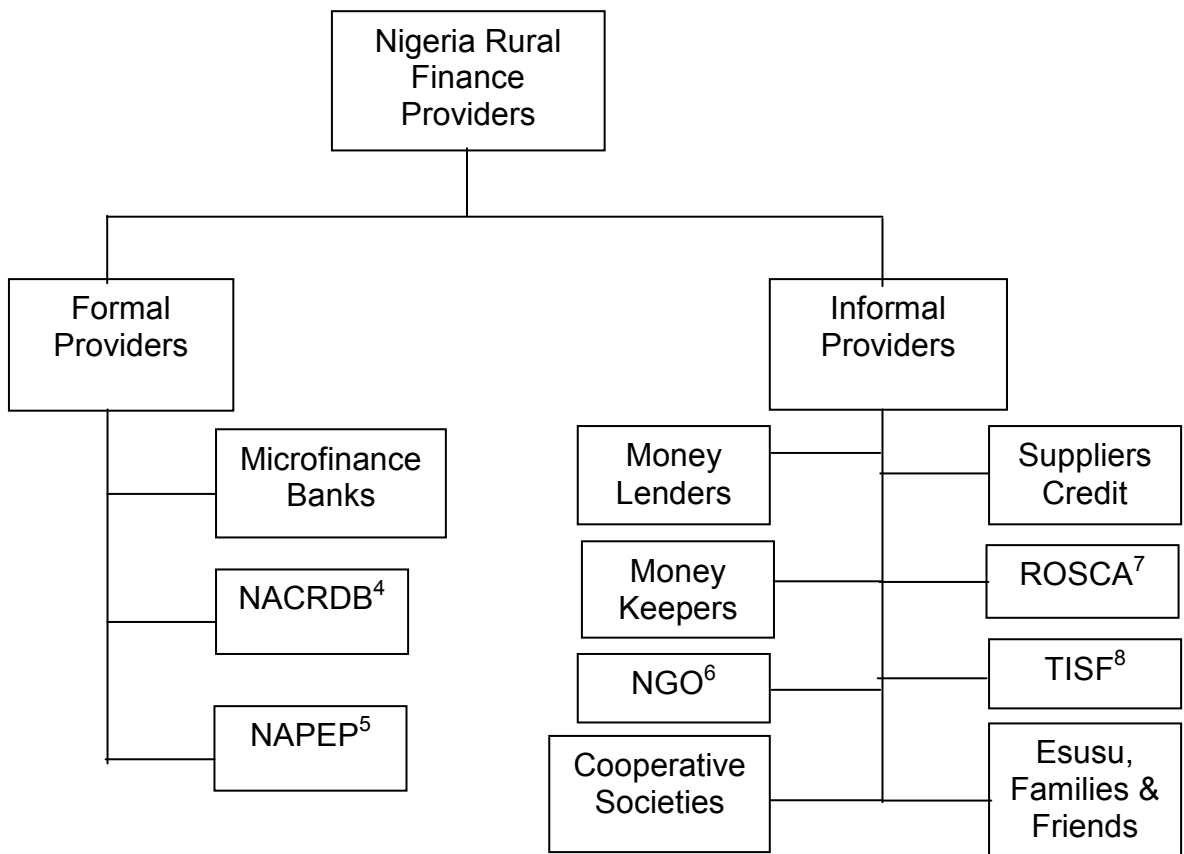 Nigeria Rural
Finance
Providers
Formal
Providers
Informal
Providers
Microfinance
Banks
NACRDB⁴
NAPEP⁵
Money
Lenders
Suppliers
Credit
Money
Keepers
ROSCA⁷
NGO⁶
TISF⁸
Cooperative
Societies
Esusu,
Families &
Friends